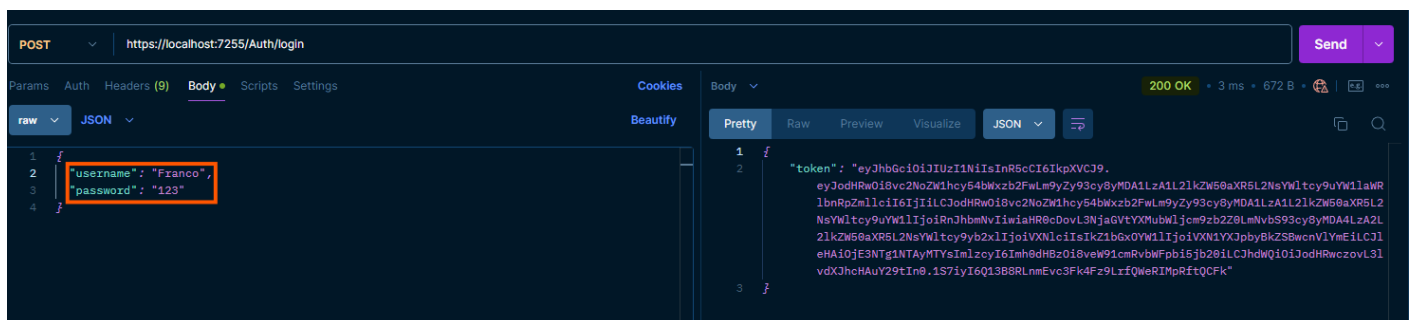 POST https://localhost:7255/Auth/login Send
Params Auth Headers (9) Body Scripts Settings Cookies
raw JSON Beautify
1 {
2 "username": "Franco",
3 "password": "123"
4 }
Body 200 OK 3 ms 672 B e.g.
Pretty Raw Preview Visualize JSON
1 {
2 "token": "eyJhbGciOiJIUzI1NiIsInR5cCI6IkpXVCJ9.
eyJodHRwOi8vc2NoZW1hcy54bWxzb2FwLm9yZy93cy8yMDA1LzA1L2lkZW50aXR5L2NsYWltcy9uYW1laWR
lbnRpZmllciI6IjIiLCJodHRwOi8vc2NoZW1hcy54bWxzb2FwLm9yZy93cy8yMDA1LzA1L2lkZW50aXR5L2
NsYWltcy9uYW1lIjoiRnJhbmNvIiwiaHR0cDovL3NjaGVtYXMubWljcm9zb2Z0LmNvbS93cy8yMDA4LzA2L
2lkZW50aXR5L2NsYWltcy9yb2xlIjoiVXNlciIsIkZ1bGxOYW1lIjoiVXN1YXJpbyBkZSBwcnVlYmEiLCJl
eHAiOjE3NTg1NTAyMTYsImlzcyI6Imh0dHBzOi8veW91cmRvbWFpbi5jb20iLCJhdWQiOiJodHRwczovL3l
vdXJhcHAuY29tIn0.1S7iyI6Q13B8RLnmEvc3Fk4Fz9LrfQWeRIMpRftQCFk"
3 }